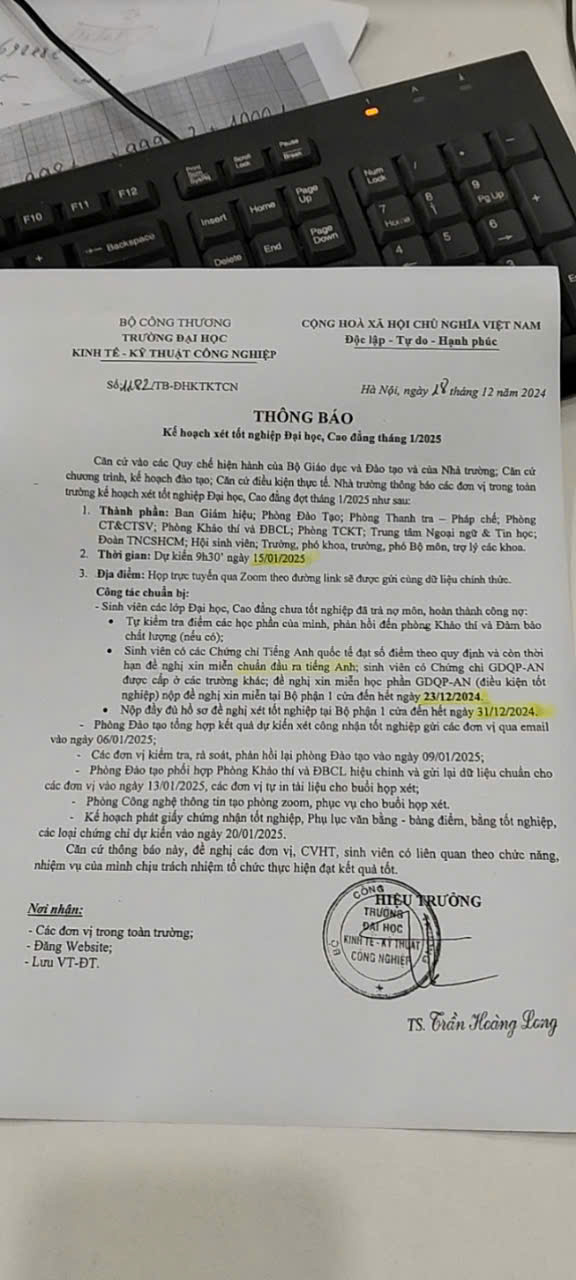 F10
F11
F12
Backspace
Print
Scrn
SysRq
Scroll
Lock
Pause
Break
Insert
Home
Page
Up
Delete
End
Page
Down
Num
Lock
/
*
-
7
Home
8
9
Pg Up
+
4
5
6
BỘ CÔNG THƯƠNG
TRƯỜNG ĐẠI HỌC
KINH TẾ - KỸ THUẬT CÔNG NGHIỆP
CỘNG HOÀ XÃ HỘI CHỦ NGHĨA VIỆT NAM
Độc lập - Tự do - Hạnh phúc
Số:1182/TB-ĐHKTKTCN
Hà Nội, ngày 18 tháng 12 năm 2024
THÔNG BÁO
Kế hoạch xét tốt nghiệp Đại học, Cao đẳng tháng 1/2025
Căn cứ vào các Quy chế hiện hành của Bộ Giáo dục và Đào tạo và của Nhà trường; Căn cứ
chương trình, kế hoạch đào tạo; Căn cứ điều kiện thực tế. Nhà trường thông báo các đơn vị trong toàn
trường kế hoạch xét tốt nghiệp Đại học, Cao đẳng đợt tháng 1/2025 như sau:
1. Thành phần: Ban Giám hiệu; Phòng Đào Tạo; Phòng Thanh tra – Pháp chế; Phòng
CT&CTSV; Phòng Khảo thí và ĐBCL; Phòng TCKT; Trung tâm Ngoại ngữ & Tin học;
Đoàn TNCSHCM; Hội sinh viên; Trưởng, phó khoa, trưởng, phó Bộ môn, trợ lý các khoa.
2. Thời gian: Dự kiến 9h30' ngày 15/01/2025
3. Địa điểm: Họp trực tuyến qua Zoom theo đường link sẽ được gửi cùng dữ liệu chính thức.
Công tác chuẩn bị:
- Sinh viên các lớp Đại học, Cao đẳng chưa tốt nghiệp đã trả nợ môn, hoàn thành công nợ:
• Tự kiểm tra điểm các học phần của mình, phản hồi đến phòng Khảo thí và Đảm bảo
chất lượng (nếu có);
• Sinh viên có các Chứng chỉ Tiếng Anh quốc tế đạt số điểm theo quy định và còn thời
hạn đề nghị xin miễn chuẩn đầu ra tiếng Anh; sinh viên có Chứng chỉ GDQP-AN
được cấp ở các trường khác; đề nghị xin miễn học phần GDQP-AN (điều kiện tốt
nghiệp) nộp đề nghị xin miễn tại Bộ phận 1 cửa đến hết ngày 23/12/2024.
• Nộp đầy đủ hồ sơ đề nghị xét tốt nghiệp tại Bộ phận 1 cửa đến hết ngày 31/12/2024.
- Phòng Đào tạo tổng hợp kết quả dự kiến xét công nhận tốt nghiệp gửi các đơn vị qua email
vào ngày 06/01/2025;
- Các đơn vị kiểm tra, rà soát, phản hồi lại phòng Đào tạo vào ngày 09/01/2025;
- Phòng Đào tạo phối hợp Phòng Khảo thí và ĐBCL hiệu chỉnh và gửi lại dữ liệu chuẩn cho
các đơn vị vào ngày 13/01/2025, các đơn vị tự in tài liệu cho buổi họp xét;
- Phòng Công nghệ thông tin tạo phòng zoom, phục vụ cho buổi họp xét.
- Kế hoạch phát giấy chứng nhận tốt nghiệp, Phụ lục văn bằng - bảng điểm, bằng tốt nghiệp,
các loại chứng chỉ dự kiến vào ngày 20/01/2025.
Căn cứ thông báo này, đề nghị các đơn vị, CVHT, sinh viên có liên quan theo chức năng,
nhiệm vụ của mình chịu trách nhiệm tổ chức thực hiện đạt kết quả tốt.
HIỆU TRƯỞNG
Nơi nhận:
- Các đơn vị trong toàn trường;
- Đăng Website;
- Lưu VT-ĐT.
TRƯỜNG
ĐẠI HỌC
KINH TẾ - KỸ THUẬT
CÔNG NGHIỆP
TS. Trần Hoàng Long